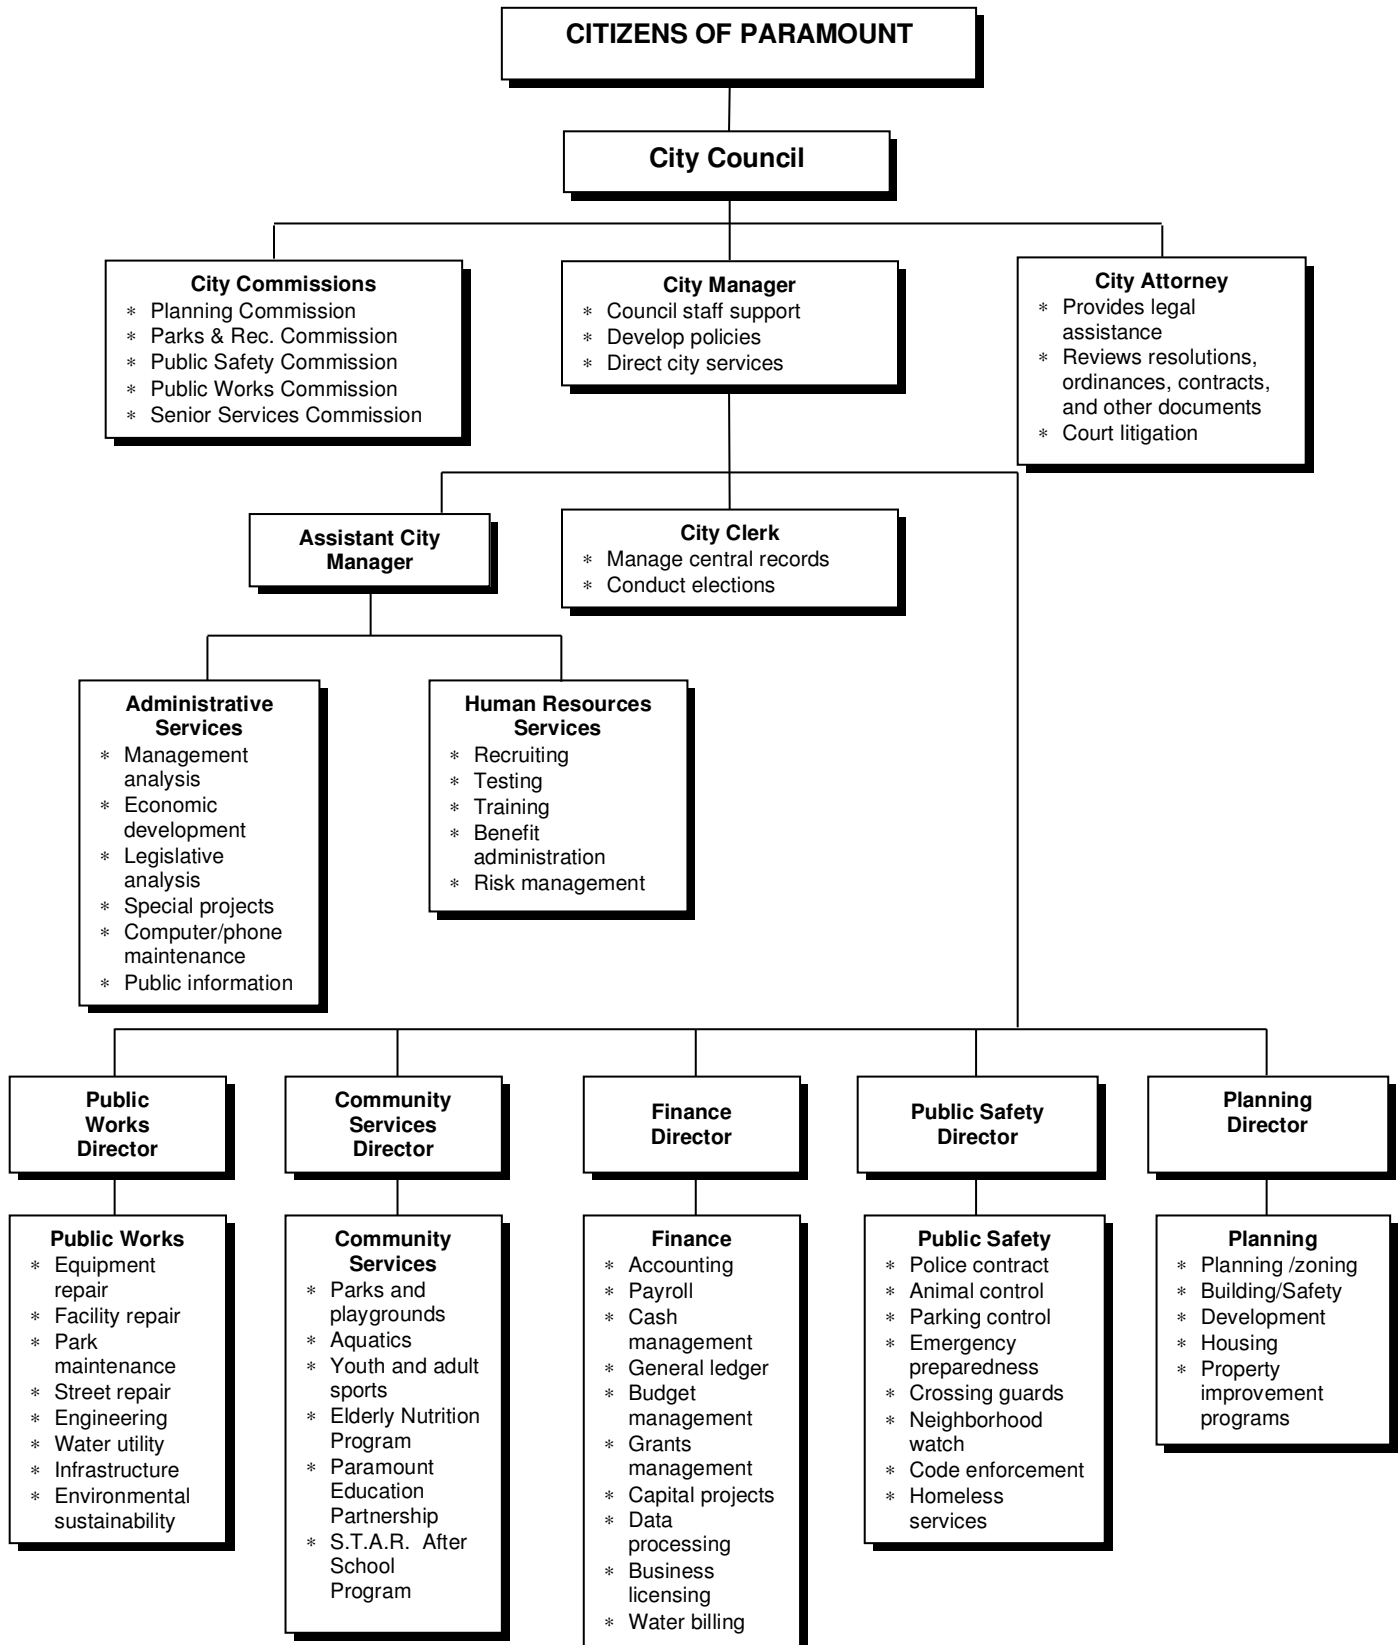 CITIZENS OF PARAMOUNT
City Council
City Commissions
* Planning Commission
* Parks & Rec. Commission
* Public Safety Commission
* Public Works Commission
* Senior Services Commission
City Manager
* Council staff support
* Develop policies
* Direct city services
City Attorney
* Provides legal
assistance
* Reviews resolutions,
ordinances, contracts,
and other documents
* Court litigation
Assistant City
Manager
City Clerk
* Manage central records
* Conduct elections
Administrative
Services
* Management
analysis
* Economic
development
* Legislative
analysis
* Special projects
* Computer/phone
maintenance
* Public information
Human Resources
Services
* Recruiting
* Testing
* Training
* Benefit
administration
* Risk management
Public
Works
Director
Community
Services
Director
Finance
Director
Public Safety
Director
Planning
Director
Public Works
* Equipment
repair
* Facility repair
* Park
maintenance
* Street repair
* Engineering
* Water utility
* Infrastructure
* Environmental
sustainability
Community
Services
* Parks and
playgrounds
* Aquatics
* Youth and adult
sports
* Elderly Nutrition
Program
* Paramount
Education
Partnership
* S.T.A.R. After
School
Program
Finance
* Accounting
* Payroll
* Cash
management
* General ledger
* Budget
management
* Grants
management
* Capital projects
* Data
processing
* Business
licensing
* Water billing
Public Safety
* Police contract
* Animal control
* Parking control
* Emergency
preparedness
* Crossing guards
* Neighborhood
watch
* Code enforcement
* Homeless
services
Planning
* Planning /zoning
* Building/Safety
* Development
* Housing
* Property
improvement
programs